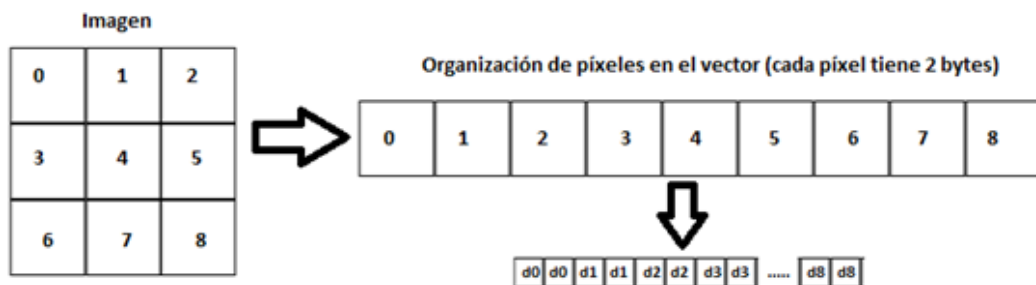 Imagen
Organización de píxeles en el vector (cada píxel tiene 2 bytes)
0 1 2
3 4 5
6 7 8
0 1 2 3 4 5 6 7 8
d0 d0 d1 d1 d2 d2 d3 d3 ..... d8 d8